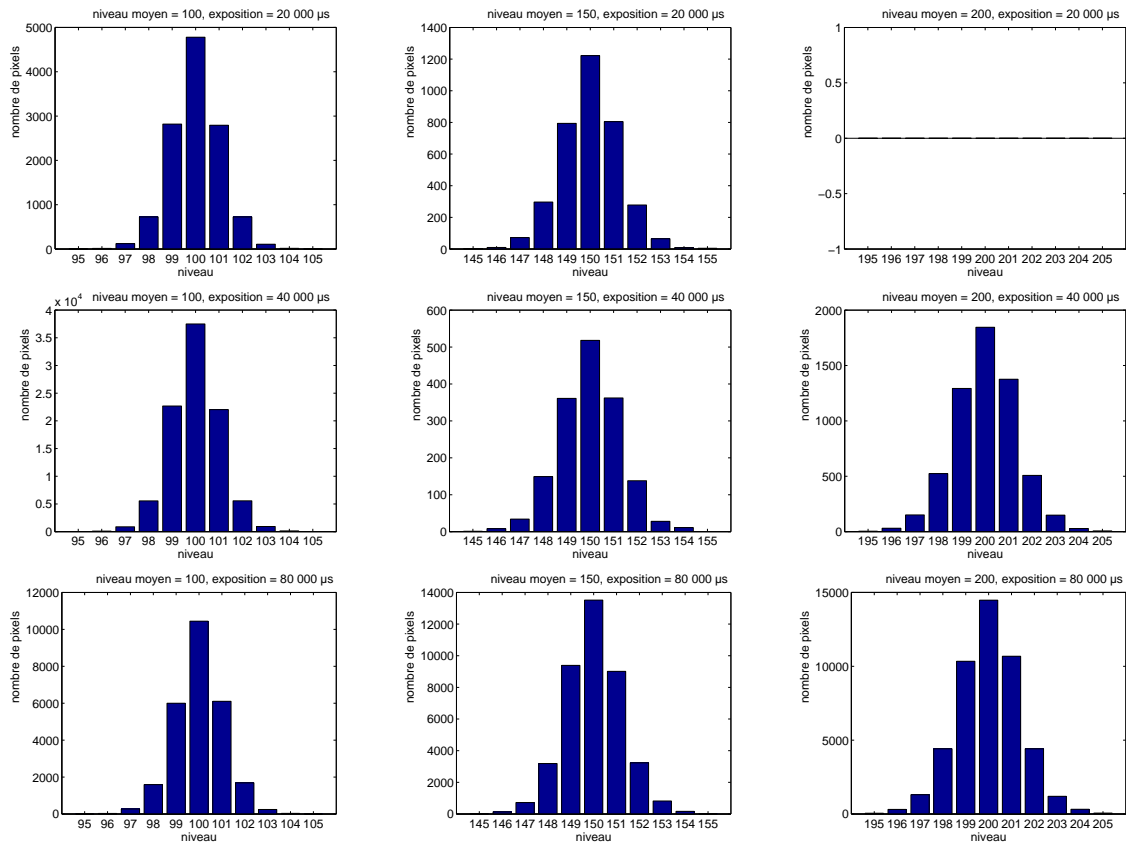 niveau moyen = 100, exposition = 20 000 µs
nombre de pixels
5000
4000
3000
2000
1000
0
95 96 97 98 99 100 101 102 103 104 105
niveau
niveau moyen = 150, exposition = 20 000 µs
nombre de pixels
1400
1200
1000
800
600
400
200
0
145 146 147 148 149 150 151 152 153 154 155
niveau
niveau moyen = 200, exposition = 20 000 µs
nombre de pixels
1
0.5
0
−0.5
−1
195 196 197 198 199 200 201 202 203 204 205
niveau
niveau moyen = 100, exposition = 40 000 µs
x 10^4
nombre de pixels
4
3.5
3
2.5
2
1.5
1
0.5
0
95 96 97 98 99 100 101 102 103 104 105
niveau
niveau moyen = 150, exposition = 40 000 µs
nombre de pixels
600
500
400
300
200
100
0
145 146 147 148 149 150 151 152 153 154 155
niveau
niveau moyen = 200, exposition = 40 000 µs
nombre de pixels
2000
1500
1000
500
0
195 196 197 198 199 200 201 202 203 204 205
niveau
niveau moyen = 100, exposition = 80 000 µs
nombre de pixels
12000
10000
8000
6000
4000
2000
0
95 96 97 98 99 100 101 102 103 104 105
niveau
niveau moyen = 150, exposition = 80 000 µs
nombre de pixels
14000
12000
10000
8000
6000
4000
2000
0
145 146 147 148 149 150 151 152 153 154 155
niveau
niveau moyen = 200, exposition = 80 000 µs
nombre de pixels
15000
10000
5000
0
195 196 197 198 199 200 201 202 203 204 205
niveau